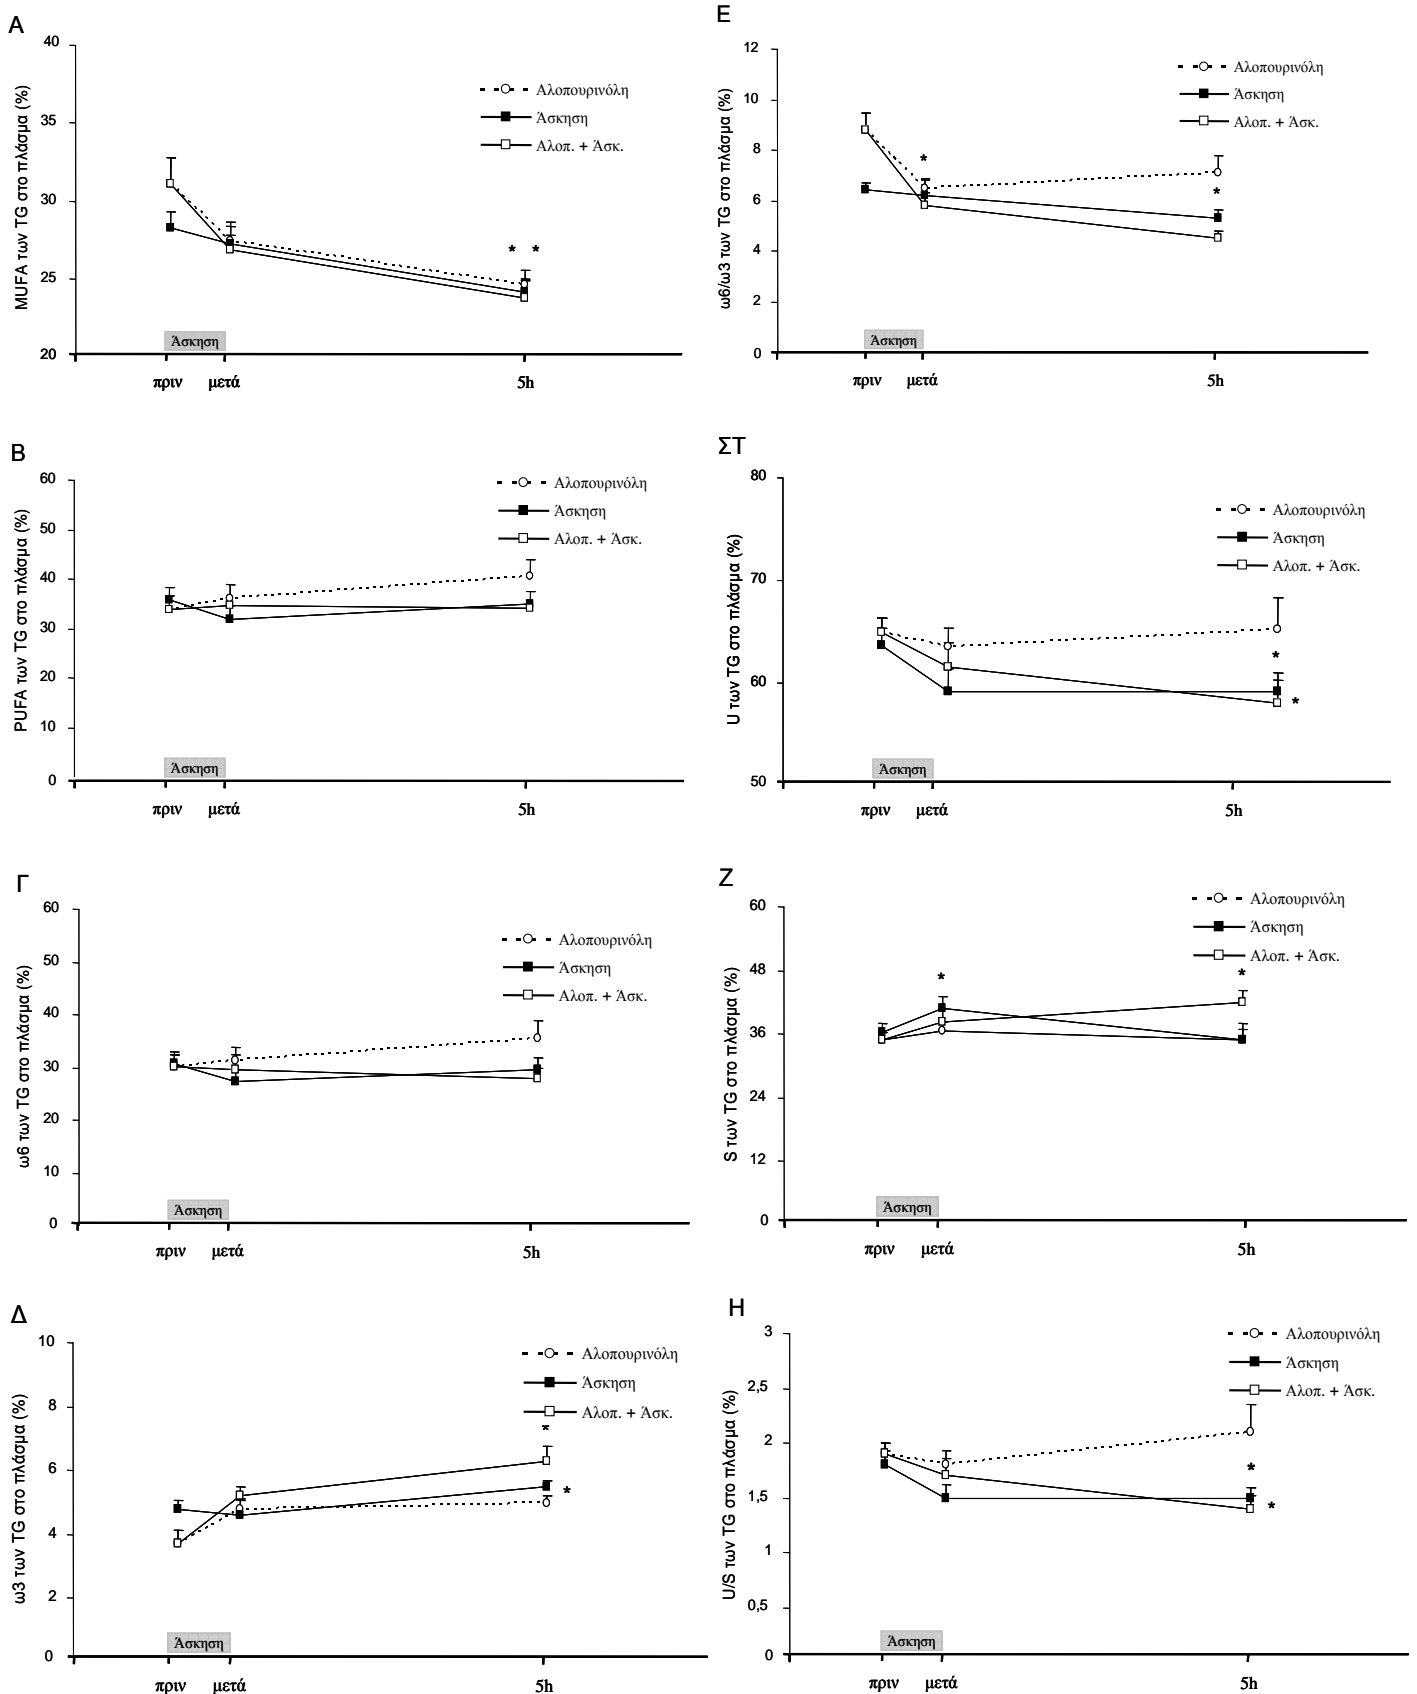 Α
MUFA των TG στο πλάσμα (%)
40
35
30
25
20
Αλοπουρινόλη
Άσκηση
Αλοπ. + Άσκ.
* *
Άσκηση
πριν μετά 5h
Ε
ω6/ω3 των TG στο πλάσμα (%)
12
10
8
6
4
2
0
Αλοπουρινόλη
Άσκηση
Αλοπ. + Άσκ.
*
*
Άσκηση
πριν μετά 5h
Β
PUFA των TG στο πλάσμα (%)
60
50
40
30
20
10
0
Αλοπουρινόλη
Άσκηση
Αλοπ. + Άσκ.
Άσκηση
πριν μετά 5h
ΣΤ
U των TG στο πλάσμα (%)
80
70
60
50
Αλοπουρινόλη
Άσκηση
Αλοπ. + Άσκ.
*
*
Άσκηση
πριν μετά 5h
Γ
ω6 των TG στο πλάσμα (%)
60
50
40
30
20
10
0
Αλοπουρινόλη
Άσκηση
Αλοπ. + Άσκ.
Άσκηση
πριν μετά 5h
Ζ
S των TG στο πλάσμα (%)
60
48
36
24
12
0
Αλοπουρινόλη
Άσκηση
Αλοπ. + Άσκ.
* *
Άσκηση
πριν μετά 5h
Δ
ω3 των TG στο πλάσμα (%)
10
8
6
4
2
0
Αλοπουρινόλη
Άσκηση
Αλοπ. + Άσκ.
*
*
Άσκηση
πριν μετά 5h
Η
U/S των TG στο πλάσμα (%)
3
2,5
2
1,5
1
0,5
0
Αλοπουρινόλη
Άσκηση
Αλοπ. + Άσκ.
*
*
Άσκηση
πριν μετά 5h